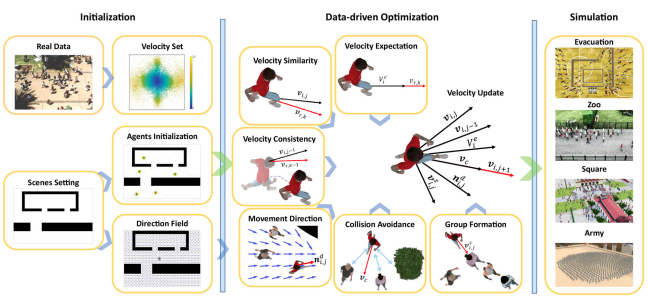 Initialization
Data-driven Optimization
Simulation
Real Data
Velocity Set
Agents Initialization
Scenes Setting
Direction Field
Velocity Similarity
v_{i,j}
v_{r,k}
Velocity Expectation
V_i^e
v_{r,k}
Velocity Consistency
v_{i,j-1}
v_{r,k-1}
Velocity Update
v_{i,j}
v_{i,j-1}
V_i^e
v_c
v_{i,j+1}
n_{i,j}^d
Movement Direction
n_{i,j}^d
Collision Avoidance
v_c
Group Formation
Evacuation
Zoo
Square
Army